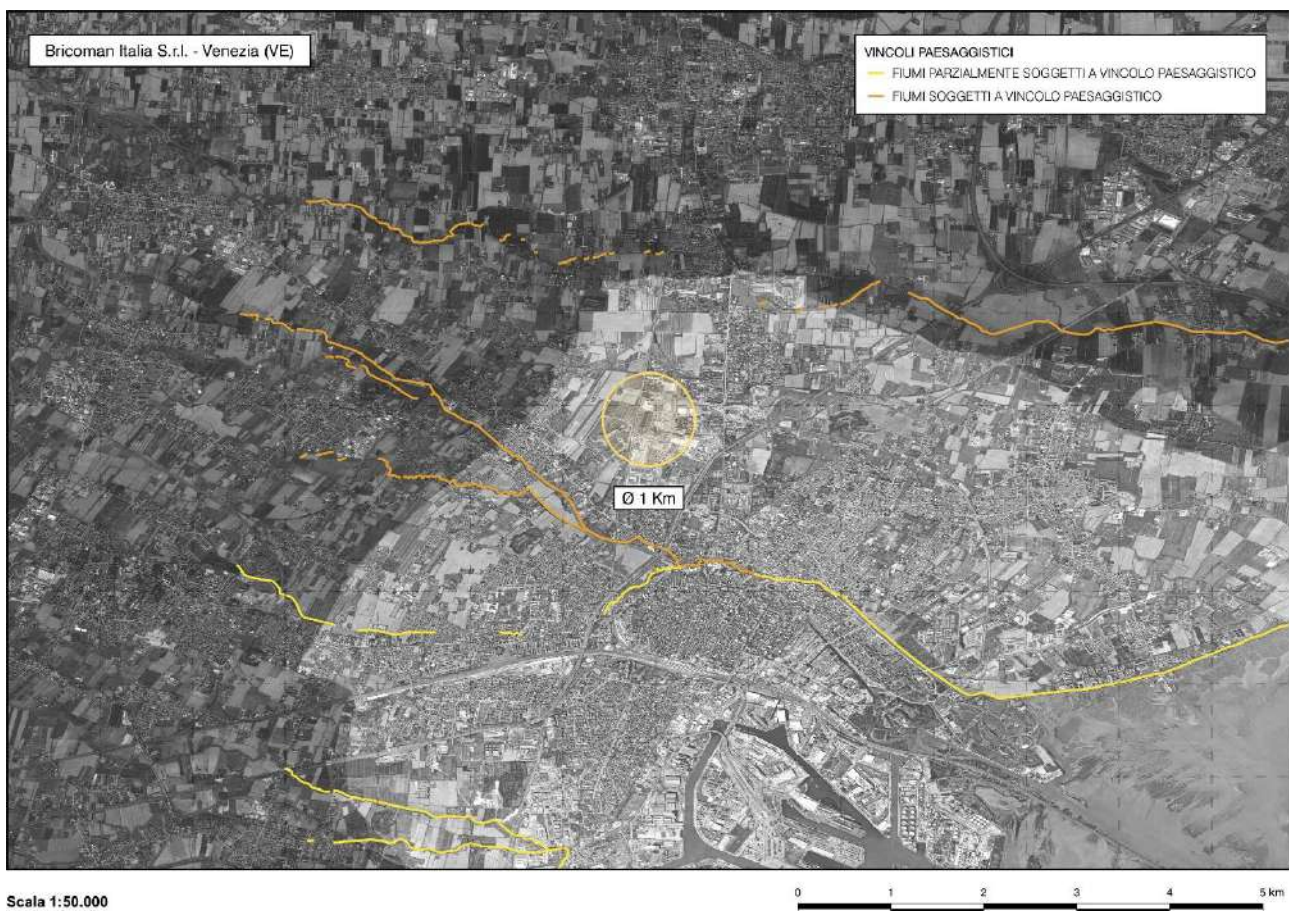 Bricoman Italia S.r.l. - Venezia (VE)
VINCOLI PAESAGGISTICI
FIUMI PARZIALMENTE SOGGETTI A VINCOLO PAESAGGISTICO
FIUMI SOGGETTI A VINCOLO PAESAGGISTICO
Ø 1 Km
Scala 1:50.000
0 1 2 3 4 5 km